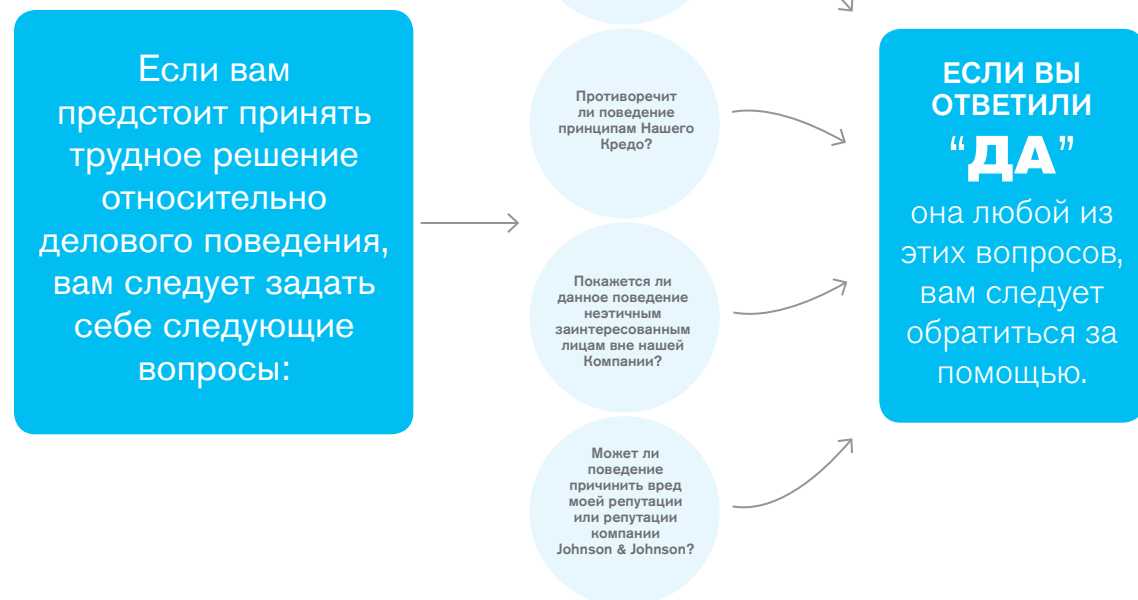 Если вам
предстоит принять
трудное решение
относительно
делового поведения,
вам следует задать
себе следующие
вопросы:
Противоречит
ли поведение
принципам Нашего
Кредо?
Покажется ли
данное поведение
неэтичным
заинтересованным
лицам вне нашей
Компании?
Может ли
поведение
причинить вред
моей репутации
или репутации
компании
Johnson & Johnson?
ЕСЛИ ВЫ
ОТВЕТИЛИ
“ДА”
она любой из
этих вопросов,
вам следует
обратиться за
помощью.